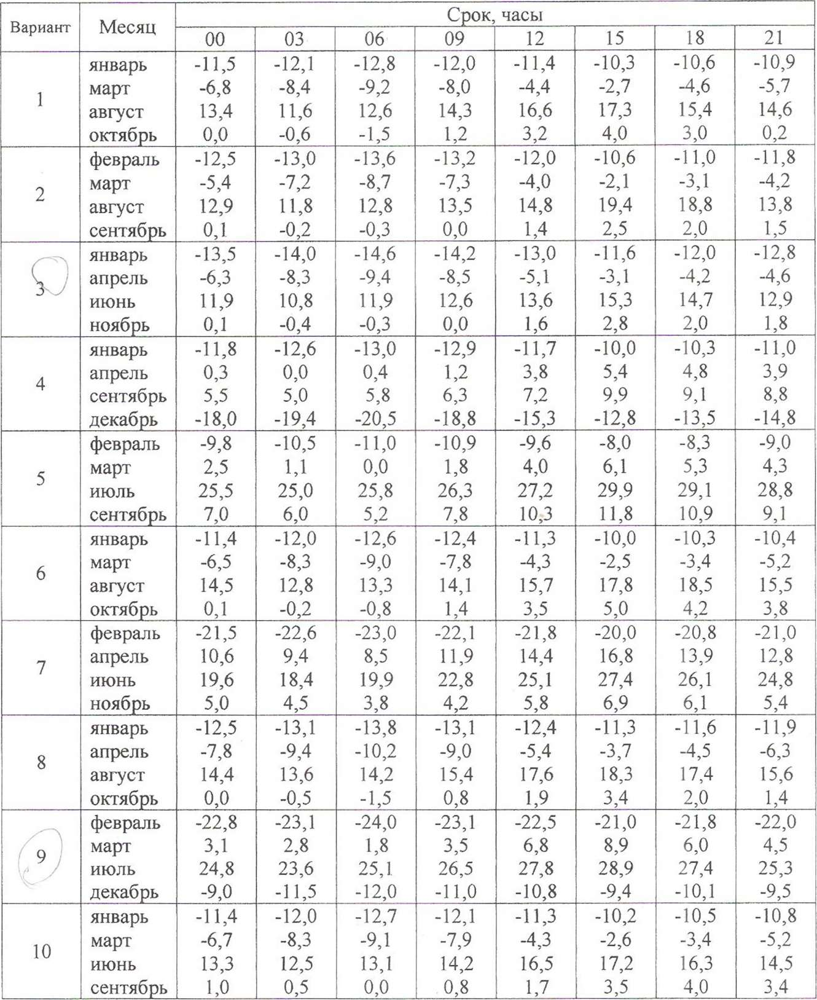 Вариант Месяц Срок, часы
00 03 06 09 12 15 18 21
январь -11,5 -12,1 -12,8 -12,0 -11,4 -10,3 -10,6 -10,9
март -6,8 -8,4 -9,2 -8,0 -4,4 -2,7 -4,6 -5,7
1
август 13,4 11,6 12,6 14,3 16,6 17,3 15,4 14,6
октябрь 0,0 -0,6 -1,5 1,2 3,2 4,0 3,0 0,2
февраль -12,5 -13,0 -13,6 -13,2 -12,0 -10,6 -11,0 -11,8
март -5,4 -7,2 -8,7 -7,3 -4,0 -2,1 -3,1 -4,2
2
август 12,9 11,8 12,8 13,5 14,8 19,4 18,8 13,8
сентябрь 0,1 -0,2 -0,3 0,0 1,4 2,5 2,0 1,5
январь -13,5 -14,0 -14,6 -14,2 -13,0 -11,6 -12,0 -12,8
апрель -6,3 -8,3 -9,4 -8,5 -5,1 -3,1 -4,2 -4,6
3
июнь 11,9 10,8 11,9 12,6 13,6 15,3 14,7 12,9
ноябрь 0,1 -0,4 -0,3 0,0 1,6 2,8 2,0 1,8
январь -11,8 -12,6 -13,0 -12,9 -11,7 -10,0 -10,3 -11,0
апрель 0,3 0,0 0,4 1,2 3,8 5,4 4,8 3,9
4
сентябрь 5,5 5,0 5,8 6,3 7,2 9,9 9,1 8,8
декабрь -18,0 -19,4 -20,5 -18,8 -15,3 -12,8 -13,5 -14,8
февраль -9,8 -10,5 -11,0 -10,9 -9,6 -8,0 -8,3 -9,0
март 2,5 1,1 0,0 1,8 4,0 6,1 5,3 4,3
5
июль 25,5 25,0 25,8 26,3 27,2 29,9 29,1 28,8
сентябрь 7,0 6,0 5,2 7,8 10,3 11,8 10,9 9,1
январь -11,4 -12,0 -12,6 -12,4 -11,3 -10,0 -10,3 -10,4
март -6,5 -8,3 -9,0 -7,8 -4,3 -2,5 -3,4 -5,2
6
август 14,5 12,8 13,3 14,1 15,7 17,8 18,5 15,5
октябрь 0,1 -0,2 -0,8 1,4 3,5 5,0 4,2 3,8
февраль -21,5 -22,6 -23,0 -22,1 -21,8 -20,0 -20,8 -21,0
апрель 10,6 9,4 8,5 11,9 14,4 16,8 13,9 12,8
7
июнь 19,6 18,4 19,9 22,8 25,1 27,4 26,1 24,8
ноябрь 5,0 4,5 3,8 4,2 5,8 6,9 6,1 5,4
январь -12,5 -13,1 -13,8 -13,1 -12,4 -11,3 -11,6 -11,9
апрель -7,8 -9,4 -10,2 -9,0 -5,4 -3,7 -4,5 -6,3
8
август 14,4 13,6 14,2 15,4 17,6 18,3 17,4 15,6
октябрь 0,0 -0,5 -1,5 0,8 1,9 3,4 2,0 1,4
февраль -22,8 -23,1 -24,0 -23,1 -22,5 -21,0 -21,8 -22,0
март 3,1 2,8 1,8 3,5 6,8 8,9 6,0 4,5
9
июль 24,8 23,6 25,1 26,5 27,8 28,9 27,4 25,3
декабрь -9,0 -11,5 -12,0 -11,0 -10,8 -9,4 -10,1 -9,5
январь -11,4 -12,0 -12,7 -12,1 -11,3 -10,2 -10,5 -10,8
март -6,7 -8,3 -9,1 -7,9 -4,3 -2,6 -3,4 -5,2
10
июнь 13,3 12,5 13,1 14,2 16,5 17,2 16,3 14,5
сентябрь 1,0 0,5 0,0 0,8 1,7 3,5 4,0 3,4